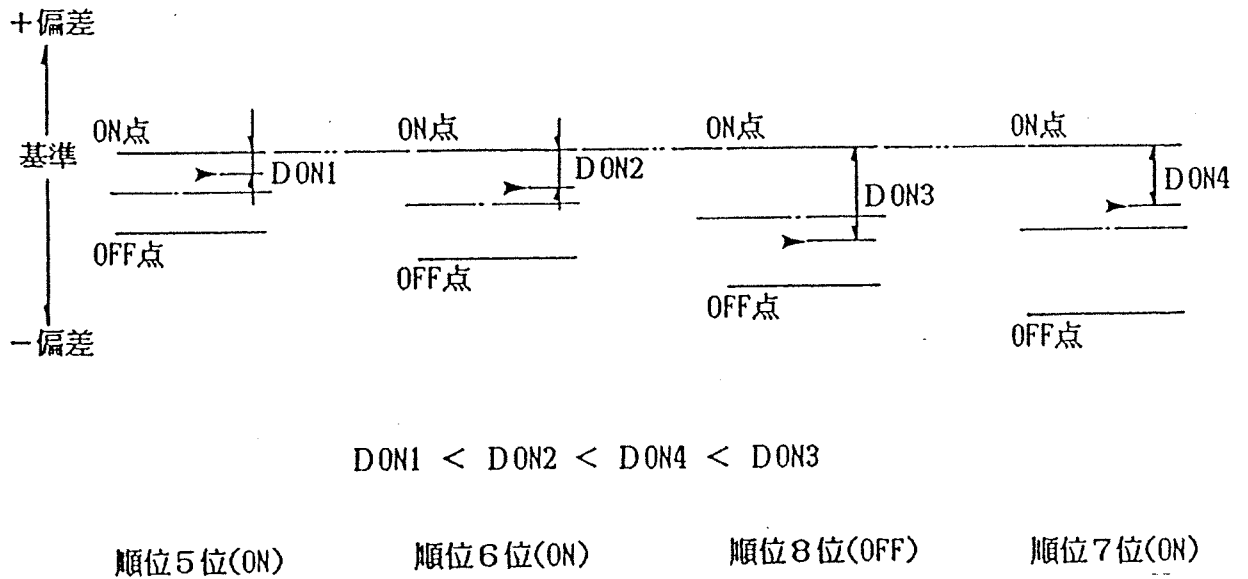 +偏差
基準
−偏差
ON点
DON1
OFF点
ON点
DON2
OFF点
ON点
DON3
OFF点
ON点
DON4
OFF点
DON1 < DON2 < DON4 < DON3
順位5位(ON)
順位6位(ON)
順位8位(OFF)
順位7位(ON)